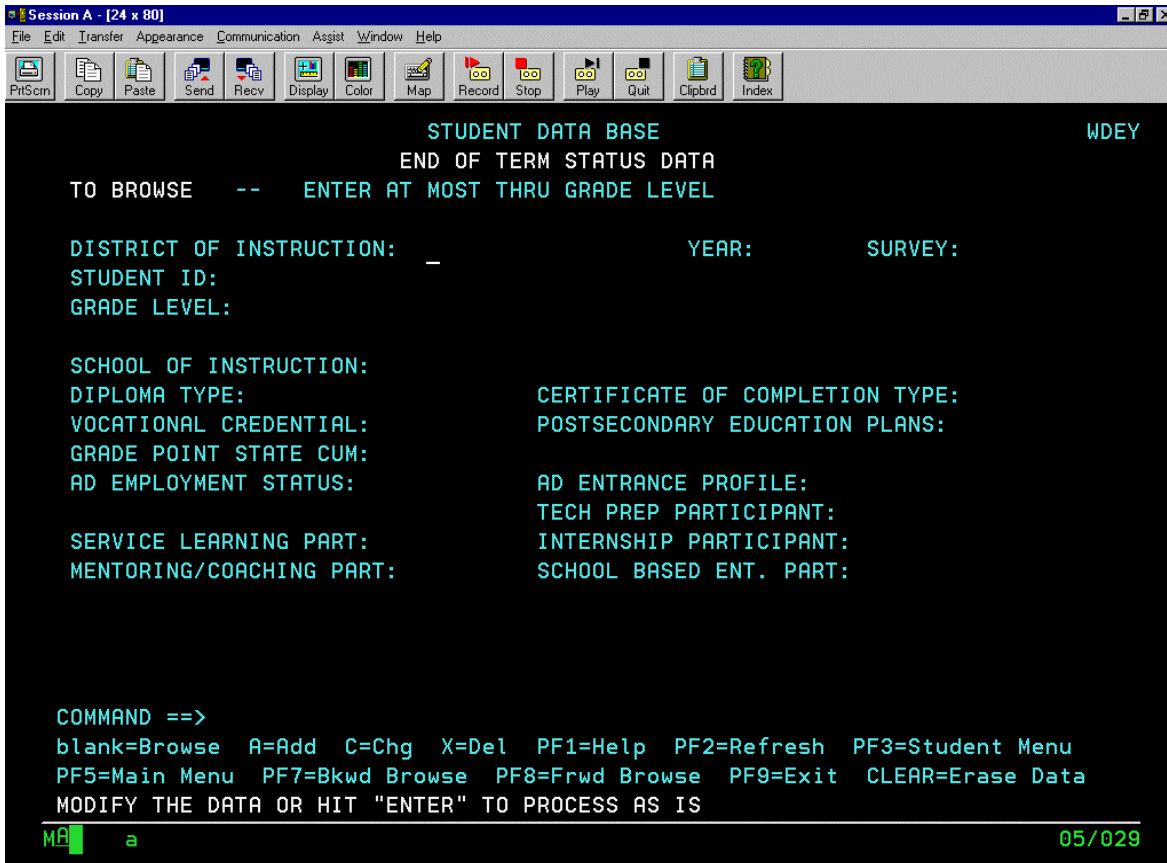 Session A - [24 x 80]
File Edit Transfer Appearance Communication Assist Window Help
PrtScrn Copy Paste Send Recv Display Color Map Record Stop Play Quit Clipbrd Index
STUDENT DATA BASE WDEY
END OF TERM STATUS DATA
TO BROWSE -- ENTER AT MOST THRU GRADE LEVEL
DISTRICT OF INSTRUCTION: _ YEAR: SURVEY:
STUDENT ID:
GRADE LEVEL:
SCHOOL OF INSTRUCTION:
DIPLOMA TYPE: CERTIFICATE OF COMPLETION TYPE:
VOCATIONAL CREDENTIAL: POSTSECONDARY EDUCATION PLANS:
GRADE POINT STATE CUM:
AD EMPLOYMENT STATUS: AD ENTRANCE PROFILE:
TECH PREP PARTICIPANT:
SERVICE LEARNING PART: INTERNSHIP PARTICIPANT:
MENTORING/COACHING PART: SCHOOL BASED ENT. PART:
COMMAND ==>
blank=Browse A=Add C=Chg X=Del PF1=Help PF2=Refresh PF3=Student Menu
PF5=Main Menu PF7=Bkwd Browse PF8=Frwd Browse PF9=Exit CLEAR=Erase Data
MODIFY THE DATA OR HIT "ENTER" TO PROCESS AS IS
MA a 05/029